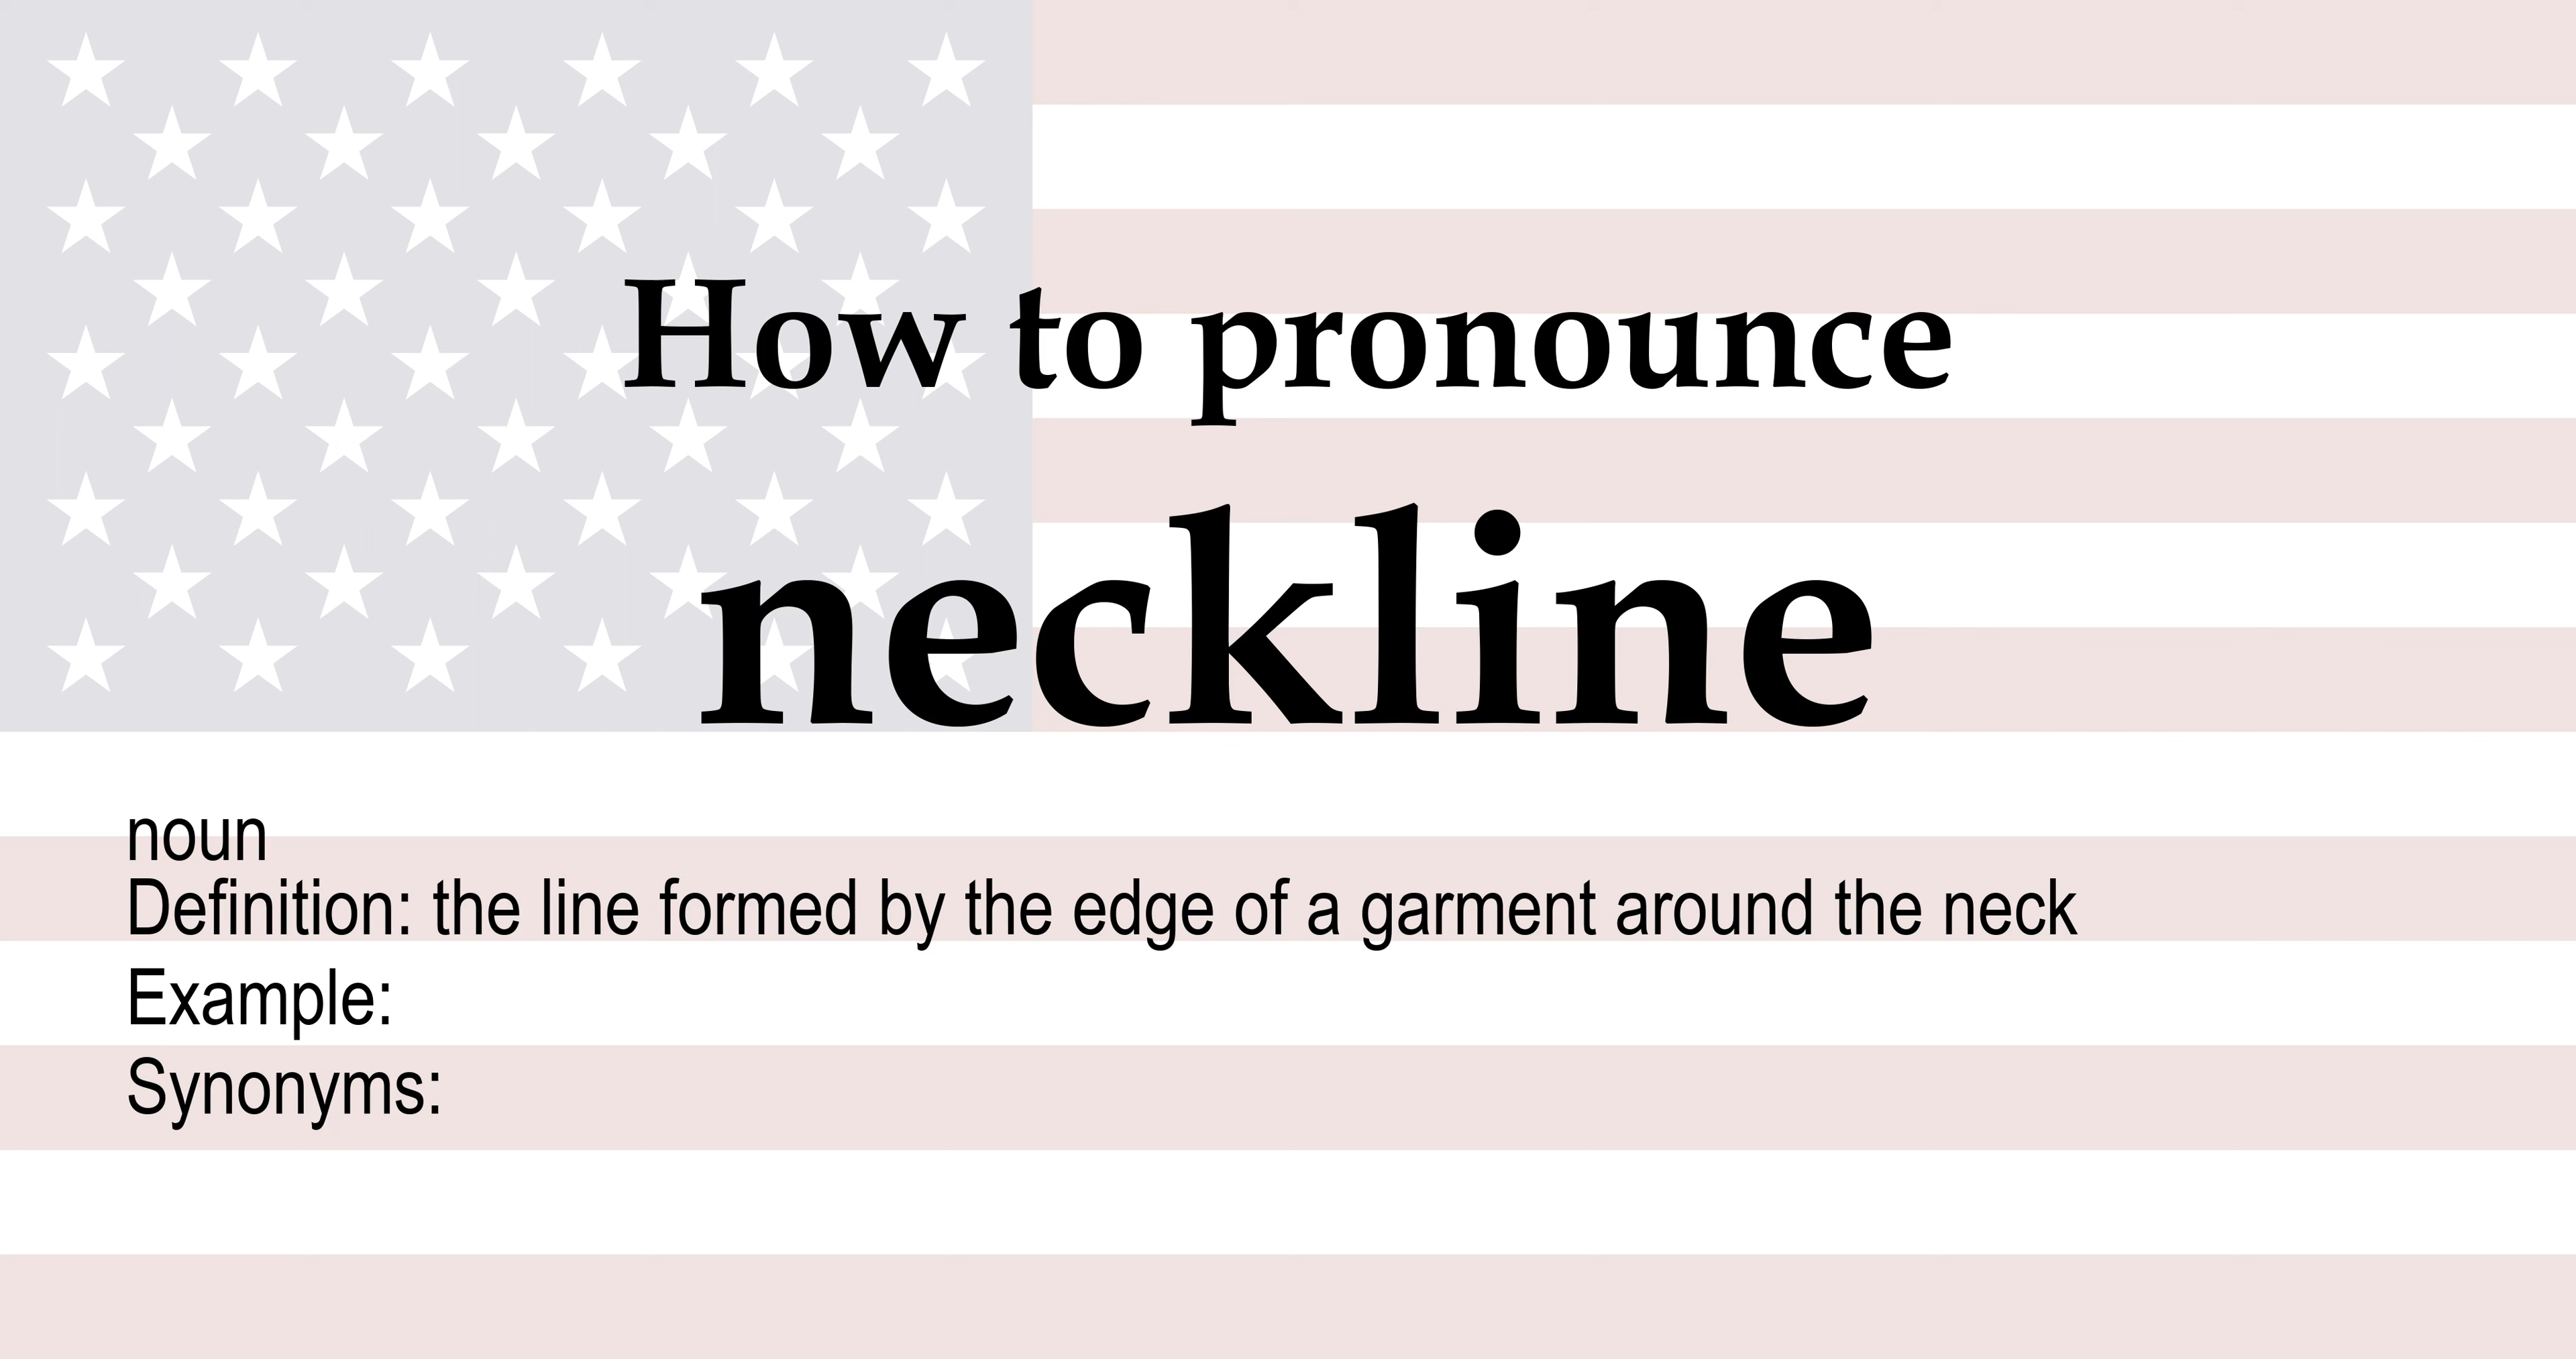 How to pronounce
neckline
noun
Definition: the line formed by the edge of a garment around the neck
Example:
Synonyms: